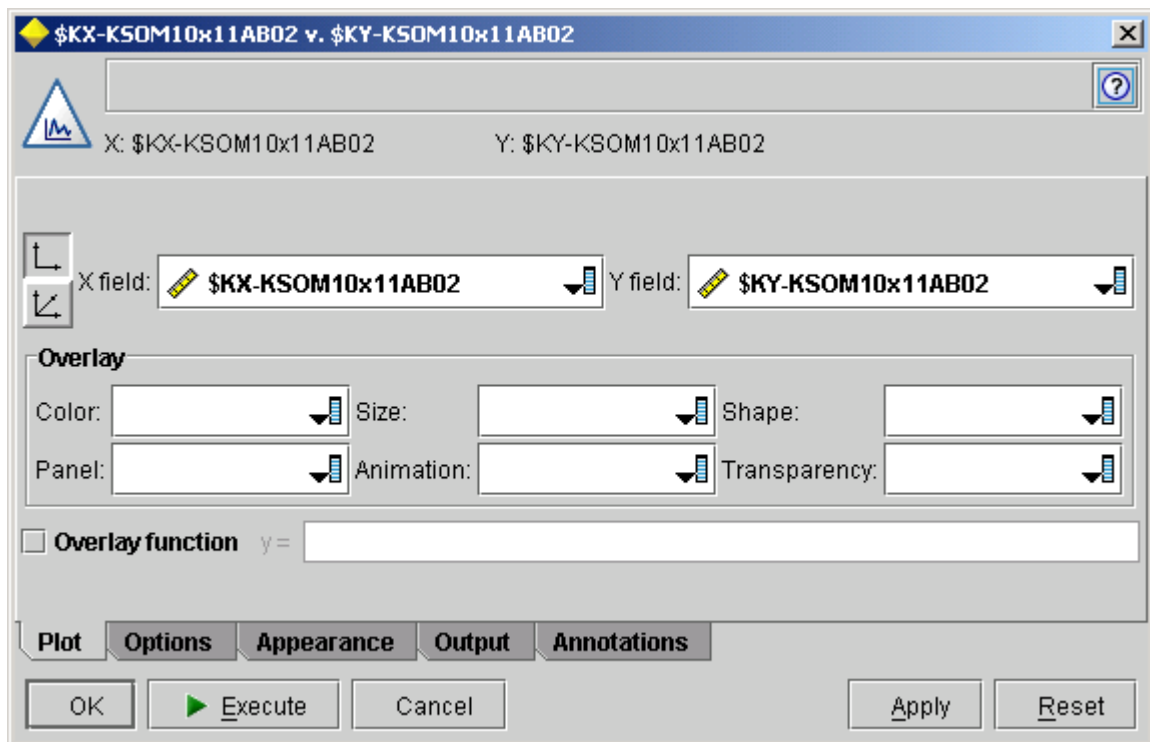 $KX-KSOM10x11AB02 v. $KY-KSOM10x11AB02
X: $KX-KSOM10x11AB02 Y: $KY-KSOM10x11AB02
X field: $KX-KSOM10x11AB02 Y field: $KY-KSOM10x11AB02
Overlay
Color: Size: Shape:
Panel: Animation: Transparency:
Overlay function y =
Plot Options Appearance Output Annotations
OK Execute Cancel Apply Reset